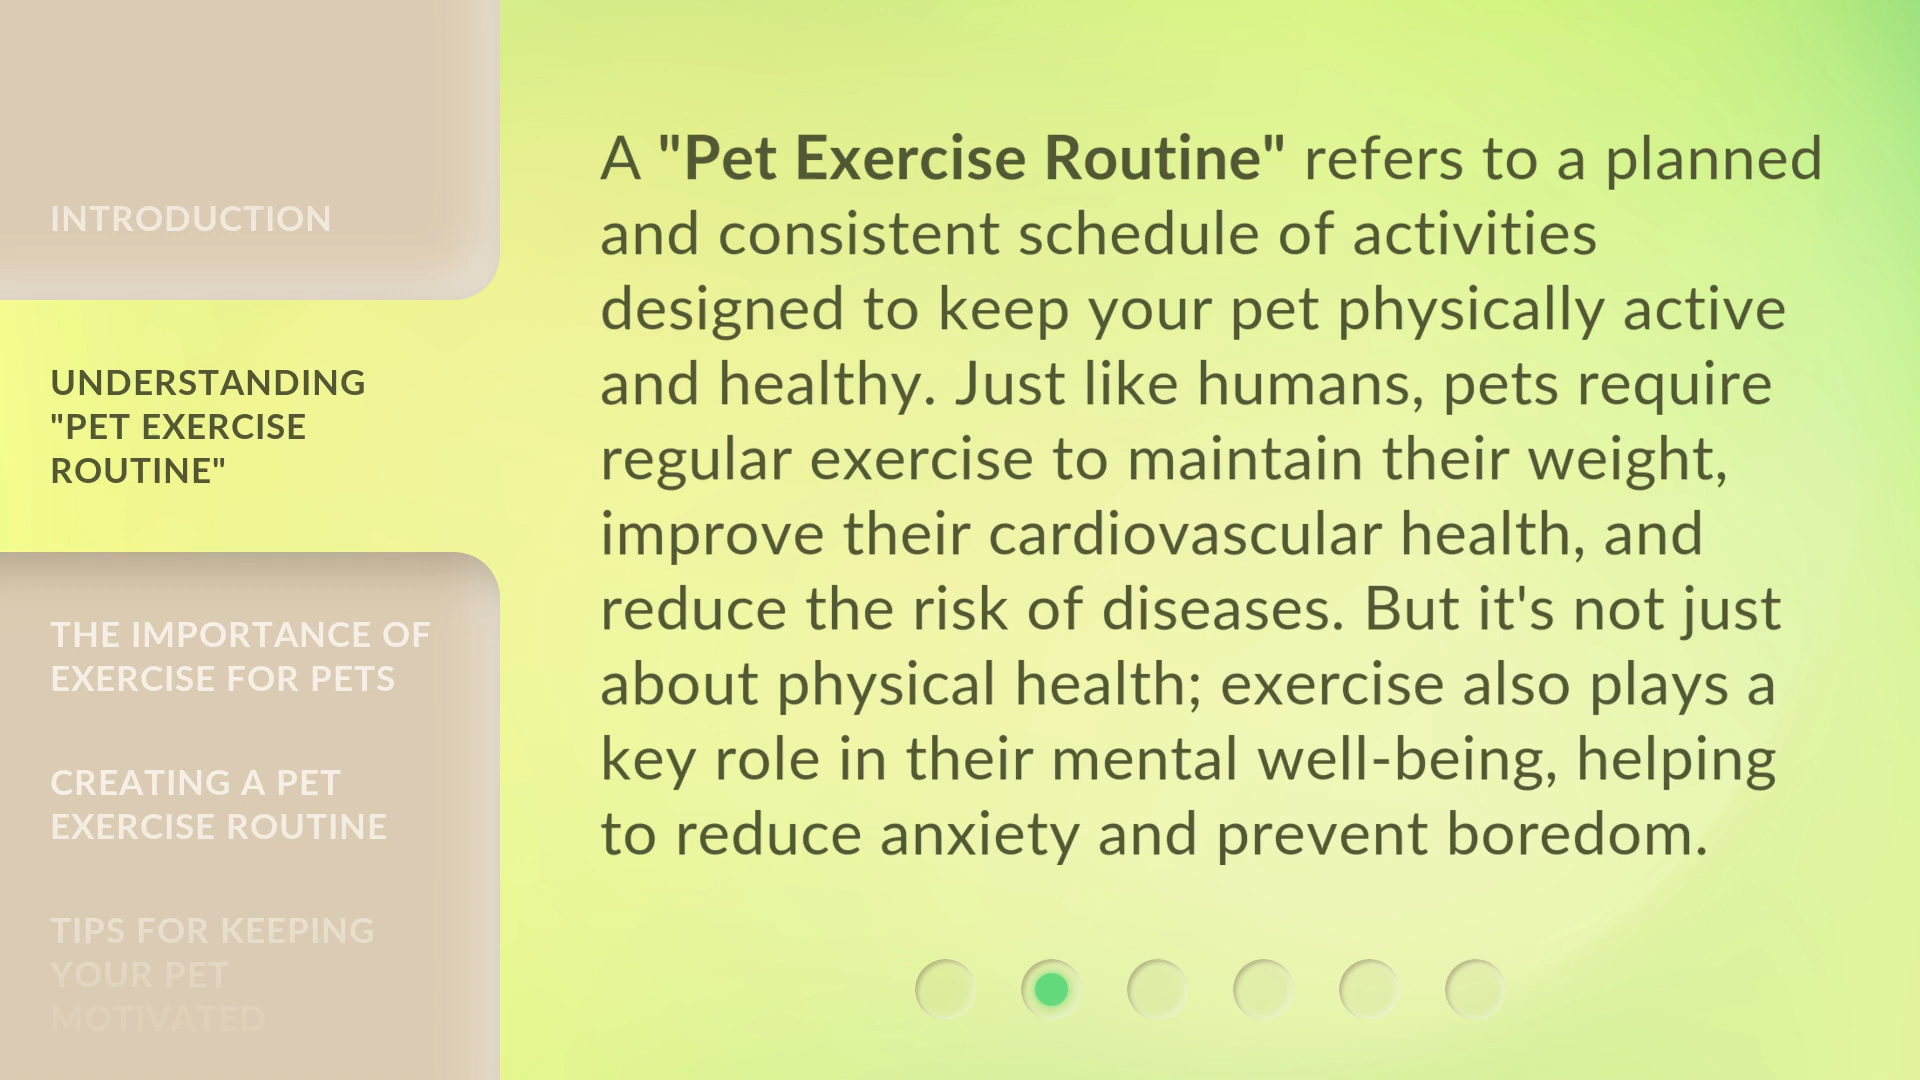 INTRODUCTION
UNDERSTANDING
"PET EXERCISE
ROUTINE"
THE IMPORTANCE OF
EXERCISE FOR PETS
CREATING A PET
EXERCISE ROUTINE
TIPS FOR KEEPING
YOUR PET
MOTIVATED
A "Pet Exercise Routine" refers to a planned
and consistent schedule of activities
designed to keep your pet physically active
and healthy. Just like humans, pets require
regular exercise to maintain their weight,
improve their cardiovascular health, and
reduce the risk of diseases. But it's not just
about physical health; exercise also plays a
key role in their mental well-being, helping
to reduce anxiety and prevent boredom.